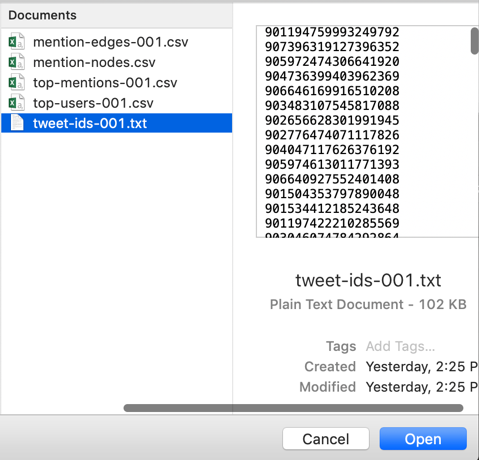 Documents
mention-edges-001.csv
mention-nodes.csv
top-mentions-001.csv
top-users-001.csv
tweet-ids-001.txt
901194759993249792
907396319127396352
905972474306641920
904736399403962369
906646169916510208
903483107545817088
902656628301991945
902776474071117826
904047117626376192
905974613011771393
906640927552401408
901504353797890048
901534412185243648
901197422210285569
903046074784292864
tweet-ids-001.txt
Plain Text Document - 102 KB
Tags Add Tags...
Created Yesterday, 2:25 P
Modified Yesterday, 2:25 P
Cancel Open